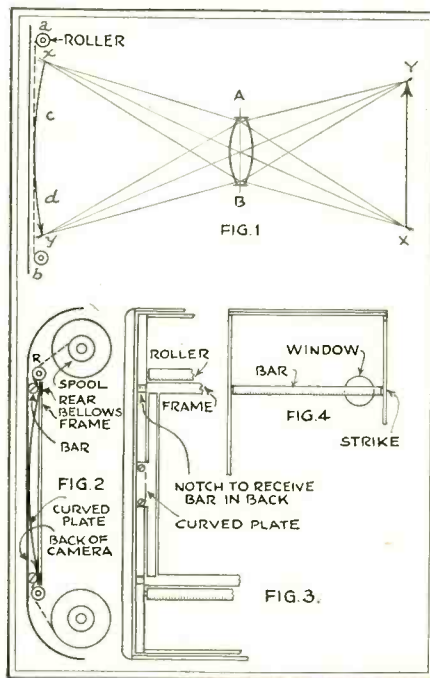 a
ROLLER
x
c
d
y
b
A
B
Y
X
FIG.1
R
SPOOL
REAR
BELLOWS
FRAME
BAR
FIG.2
CURVED
PLATE
BACK OF
CAMERA
ROLLER
FRAME
NOTCH TO RECEIVE
BAR IN BACK
CURVED PLATE
FIG.3.
WINDOW
BAR
FIG.4
STRIKE